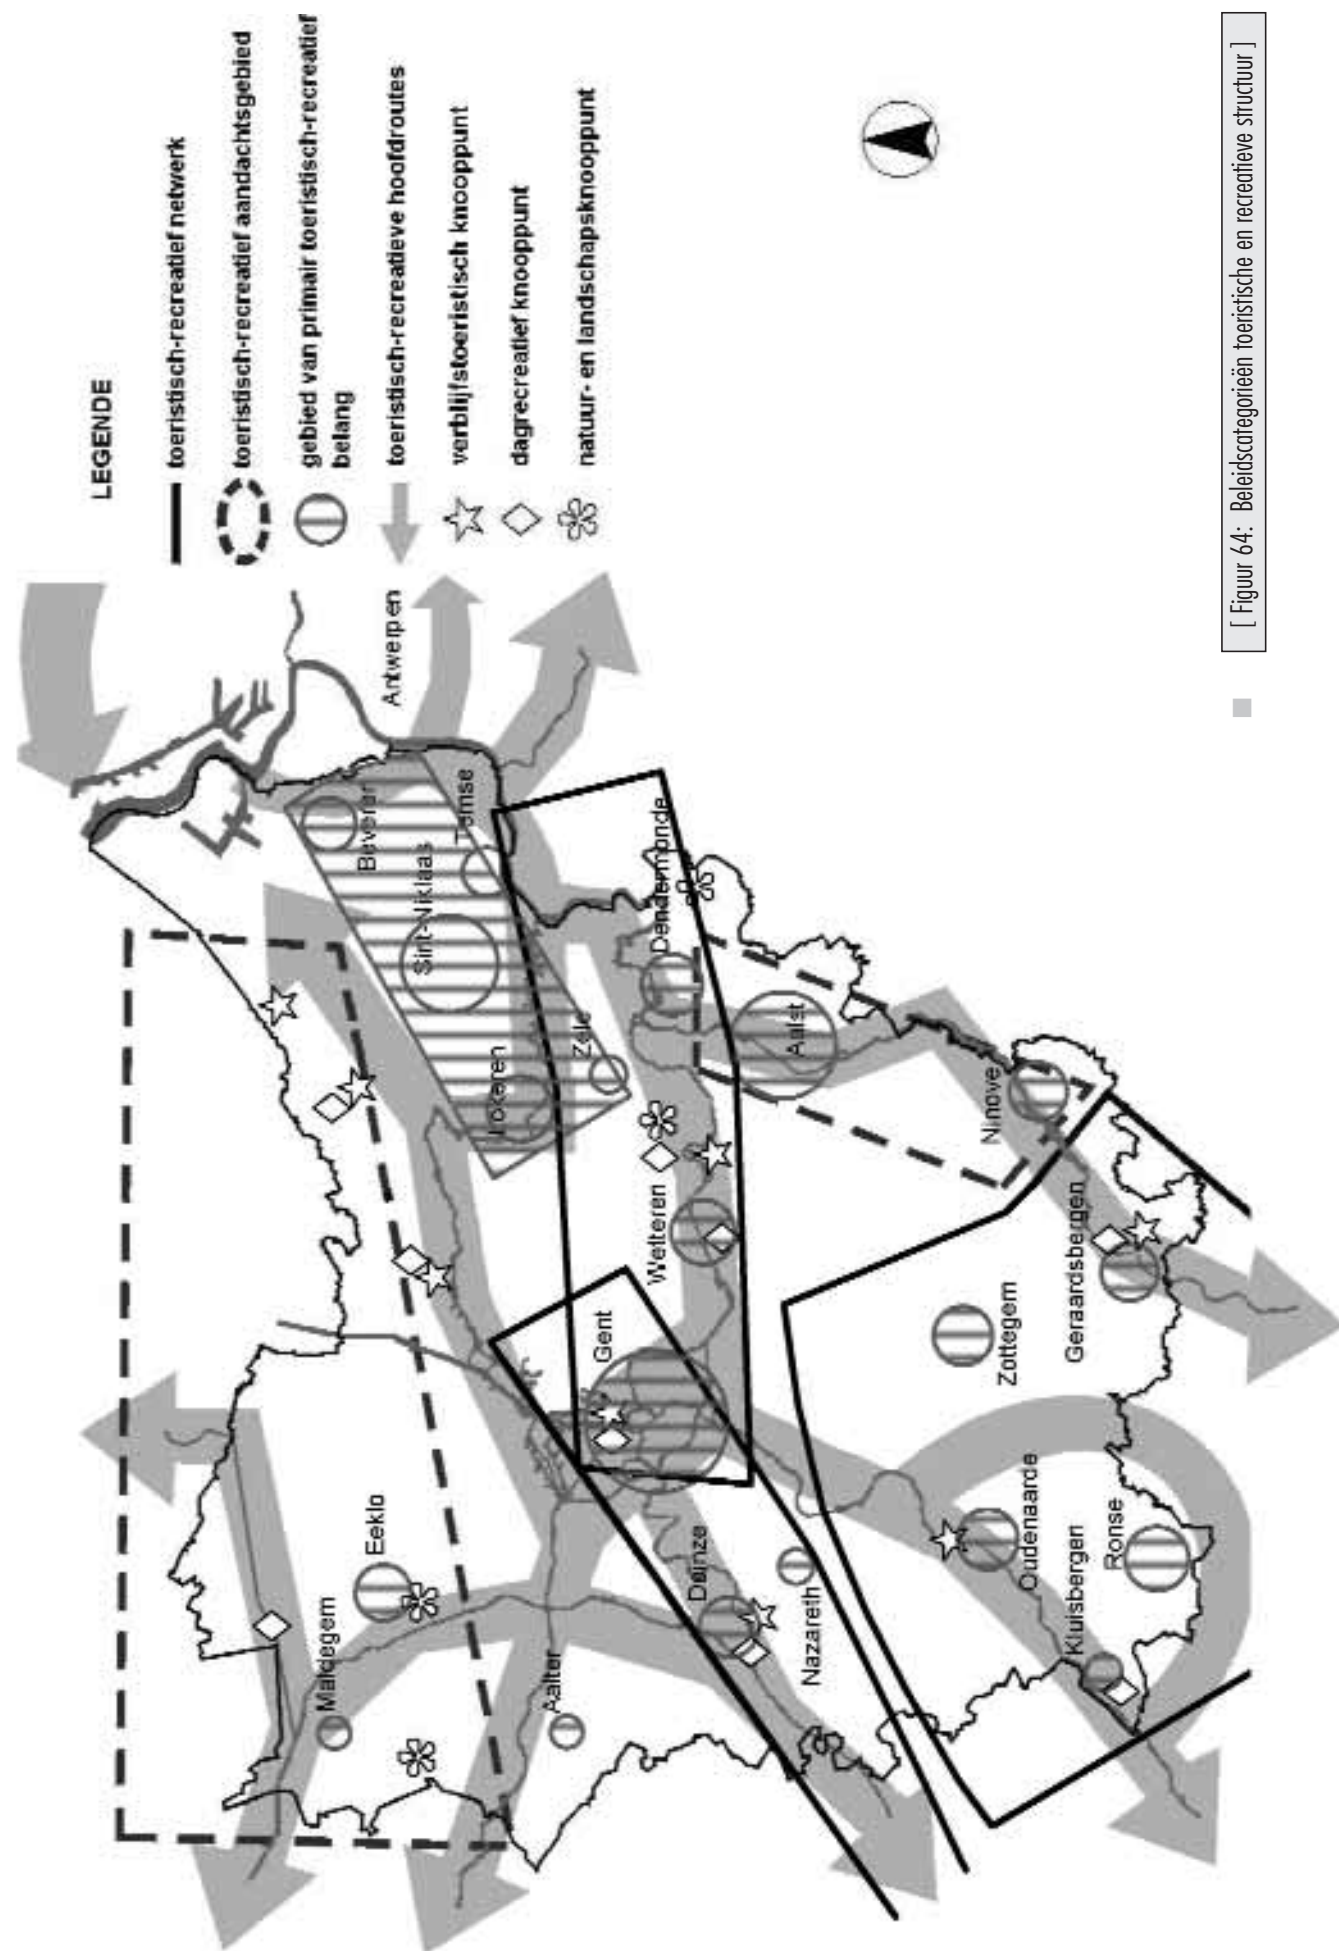 LEGENDE
toeristisch-recreatief netwerk
toeristisch-recreatief aandachtsgebied
gebied van primair toeristisch-recreatief
belang
toeristisch-recreatieve hoofdroutes
verblijfstoeristisch knooppunt
dagrecreatief knooppunt
natuur- en landschapsknooppunt
Antwerpen
Beveren
Temse
Sint-Niklaas
Lokeren
Zele
Dendermonde
Aalst
Ninove
Wetteren
Gent
Geraardsbergen
Zottegem
Eeklo
Maldegem
Aalter
Deinze
Nazareth
Oudenaarde
Ronse
Kluisbergen
[ Figuur 64: Beleidscategorieën toeristische en recreatieve structuur ]